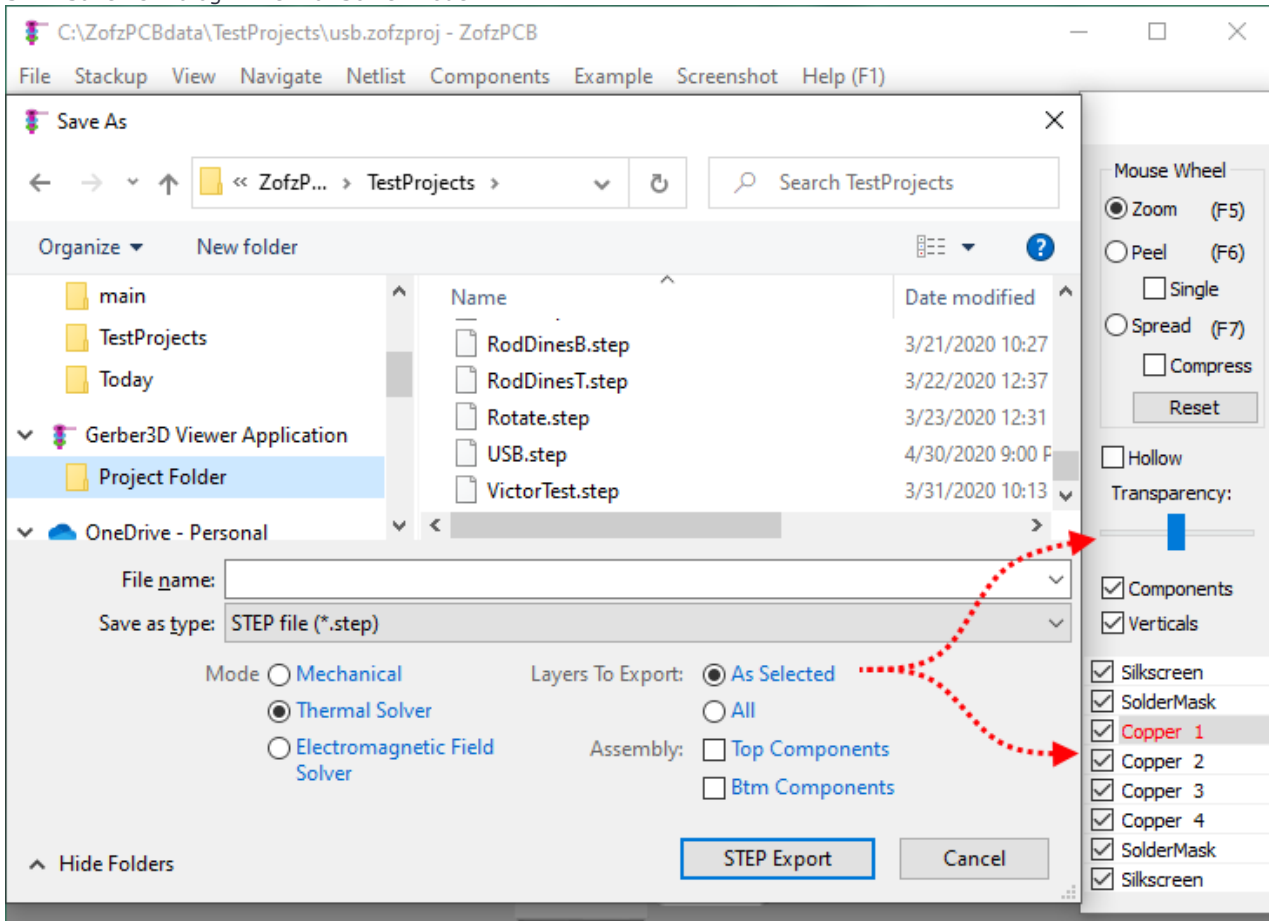 C:\ZofzPCBdata\TestProjects\usb.zofzproj - ZofzPCB
File Stackup View Navigate Netlist Components Example Screenshot Help (F1)
Save As
« ZofzP... › TestProjects ›
Search TestProjects
Organize
New folder
main
TestProjects
Today
Gerber3D Viewer Application
Project Folder
OneDrive - Personal
Name Date modified
RodDinesB.step 3/21/2020 10:27
RodDinesT.step 3/22/2020 12:37
Rotate.step 3/23/2020 12:31
USB.step 4/30/2020 9:00 P
VictorTest.step 3/31/2020 10:13
File name:
Save as type: STEP file (*.step)
Mode Mechanical
Thermal Solver
Electromagnetic Field
Solver
Layers To Export: As Selected
All
Assembly: Top Components
Btm Components
Hide Folders
STEP Export
Cancel
Mouse Wheel
Zoom (F5)
Peel (F6)
Single
Spread (F7)
Compress
Reset
Hollow
Transparency:
Components
Verticals
Silkscreen
SolderMask
Copper 1
Copper 2
Copper 3
Copper 4
SolderMask
Silkscreen